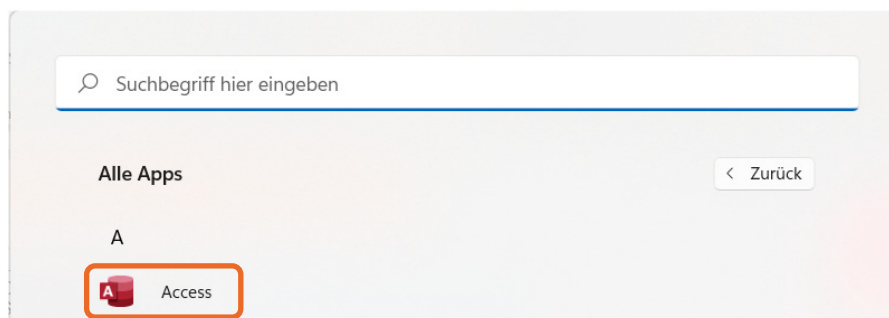 Suchbegriff hier eingeben
Alle Apps
< Zurück
A
A Access